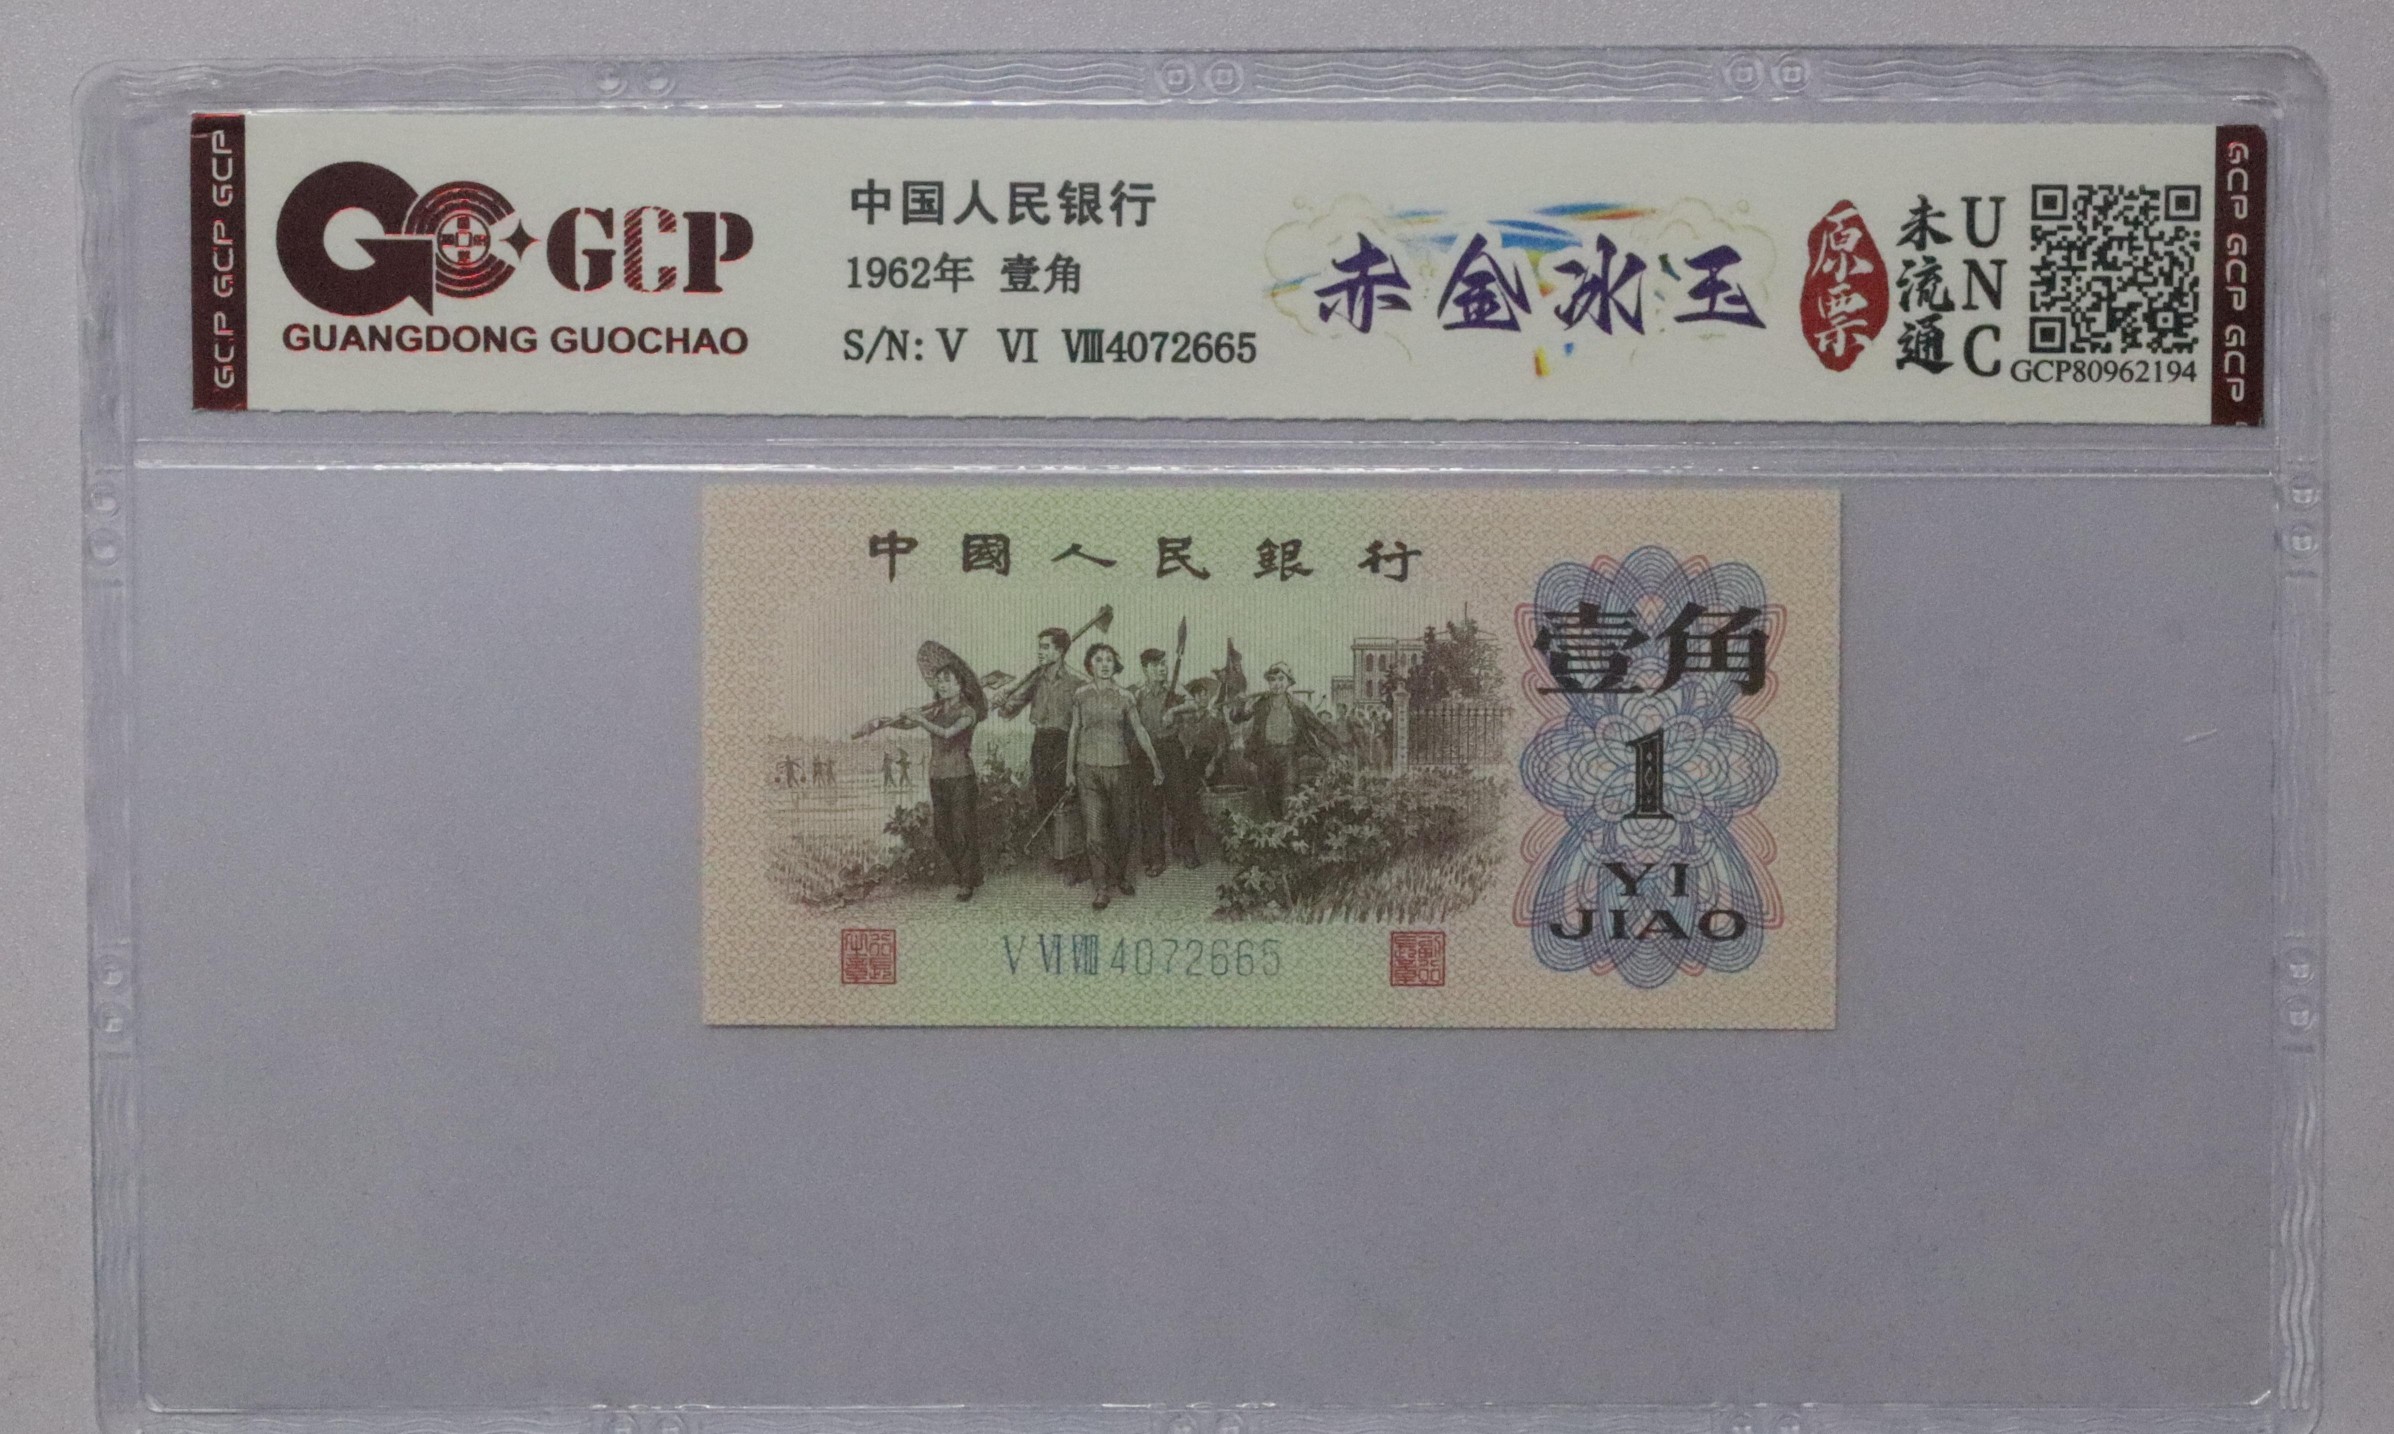 GCP GCP GCP
GCP
GUANGDONG GUOCHAO
中国人民银行
1962年 壹角
S/N: Ⅴ Ⅵ Ⅷ4072665
赤金冰玉
原票
未流通
UNC
GCP80962194
GCP GCP GCP
中國人民銀行
壹角
1
YI
JIAO
Ⅴ Ⅵ Ⅷ 4072665